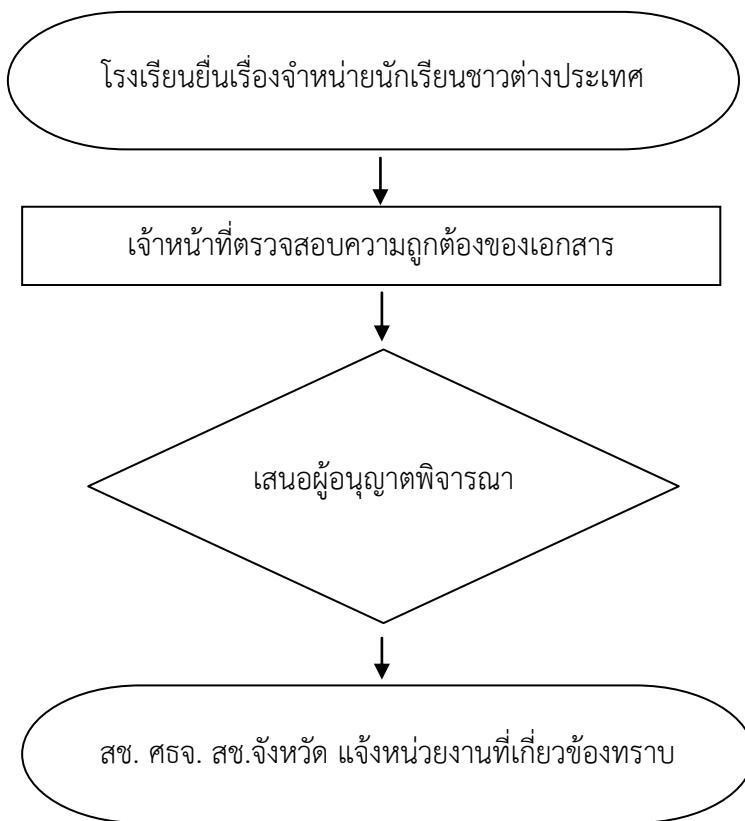 โรงเรียนยื่นเรื่องจำหน่ายนักเรียนชาวต่างประเทศ
เจ้าหน้าที่ตรวจสอบความถูกต้องของเอกสาร
เสนอผู้อนุญาตพิจารณา
สช. ศธจ. สช.จังหวัด แจ้งหน่วยงานที่เกี่ยวข้องทราบ